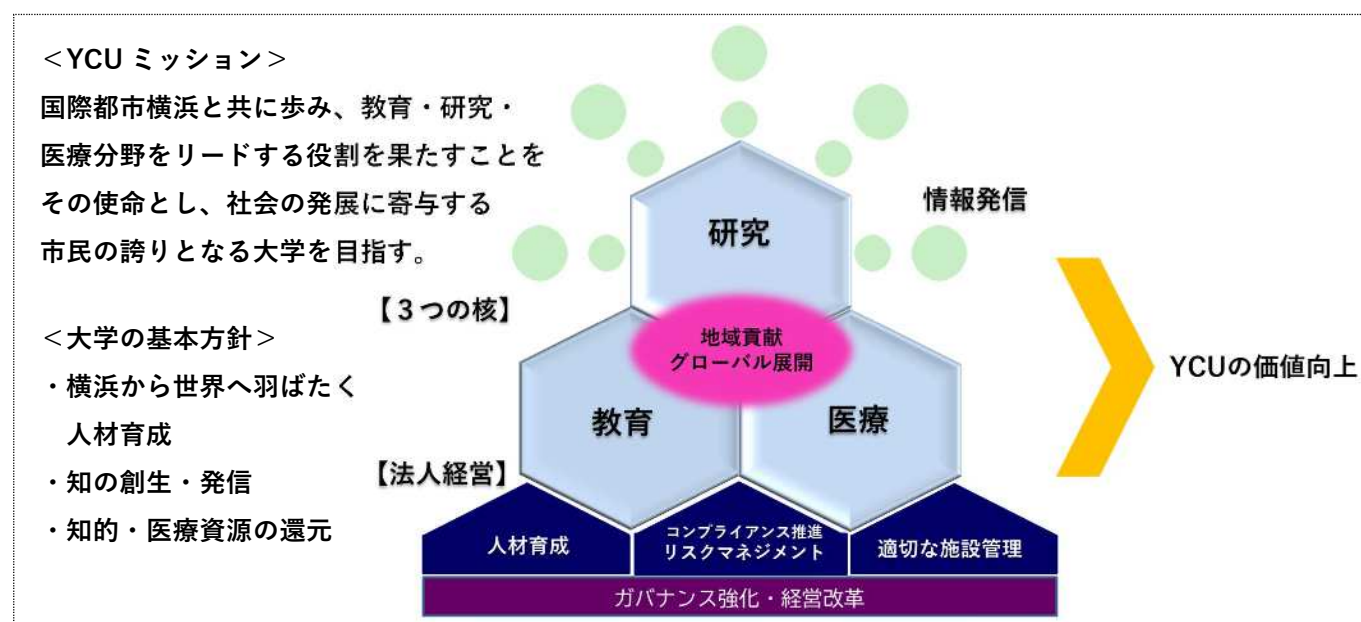 ＜YCU ミッション＞
国際都市横浜と共に歩み、教育・研究・
医療分野をリードする役割を果たすことを
その使命とし、社会の発展に寄与する
市民の誇りとなる大学を目指す。
＜大学の基本方針＞
・横浜から世界へ羽ばたく
人材育成
・知の創生・発信
・知的・医療資源の還元
情報発信
研究
【３つの核】
地域貢献
グローバル展開
教育
医療
YCUの価値向上
【法人経営】
人材育成
コンプライアンス推進
リスクマネジメント
適切な施設管理
ガバナンス強化・経営改革